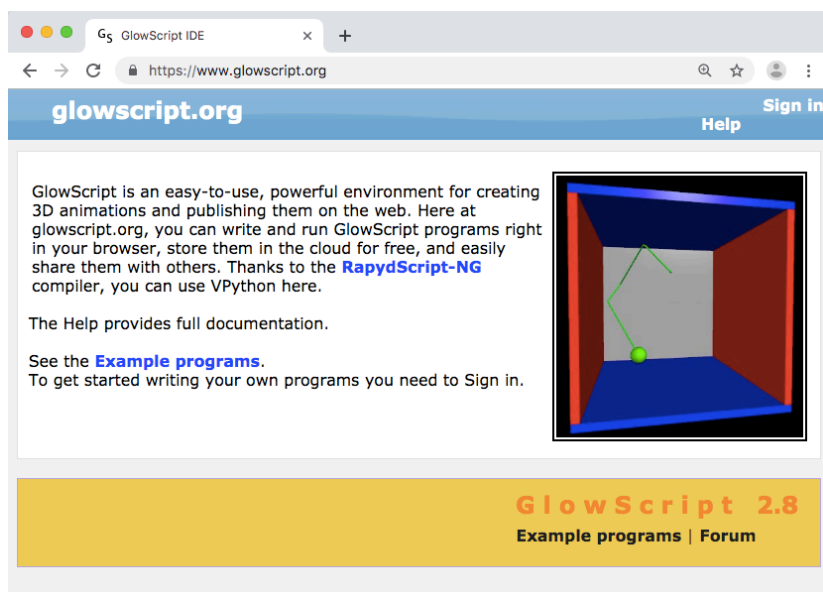 GS GlowScript IDE
https://www.glowscript.org
glowscript.org
Sign in
Help
GlowScript is an easy-to-use, powerful environment for creating
3D animations and publishing them on the web. Here at
glowscript.org, you can write and run GlowScript programs right
in your browser, store them in the cloud for free, and easily
share them with others. Thanks to the RapydScript-NG
compiler, you can use VPython here.
The Help provides full documentation.
See the Example programs.
To get started writing your own programs you need to Sign in.
GlowScript 2.8
Example programs | Forum